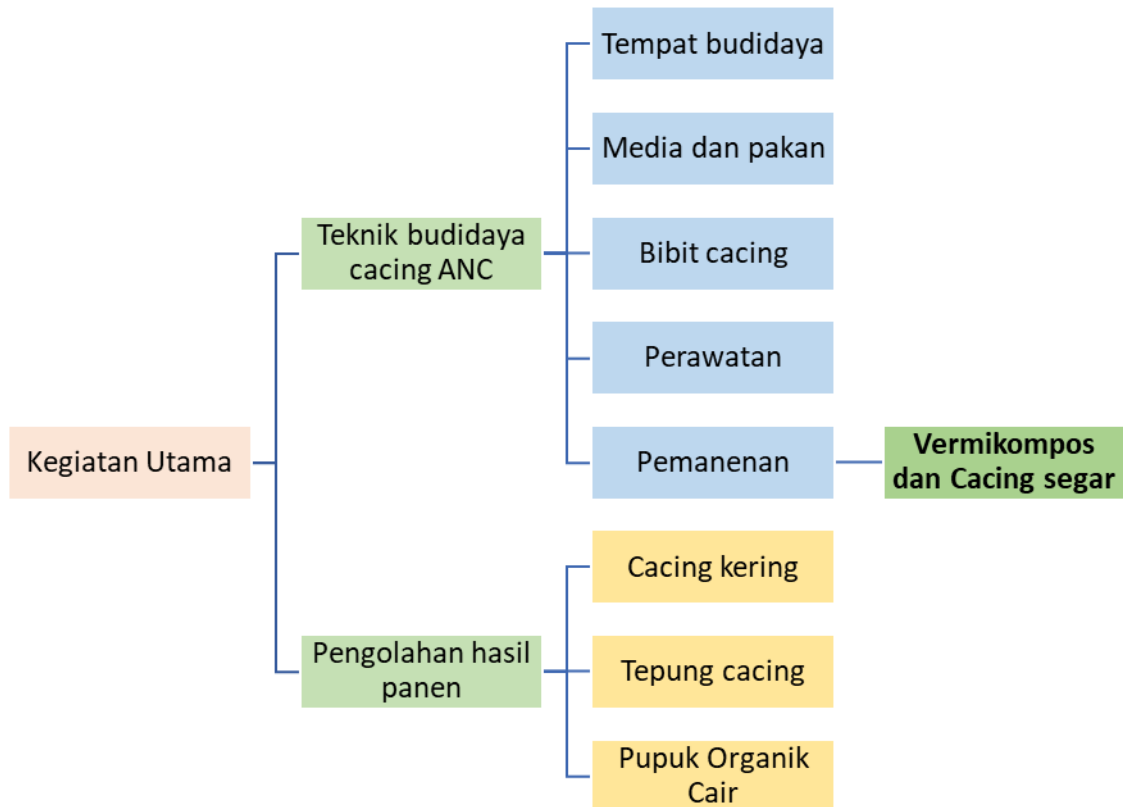 Tempat budidaya
Media dan pakan
Teknik budidaya
cacing ANC
Bibit cacing
Perawatan
Kegiatan Utama
Pemanenan
Vermikompos
dan Cacing segar
Cacing kering
Pengolahan hasil
panen
Tepung cacing
Pupuk Organik
Cair